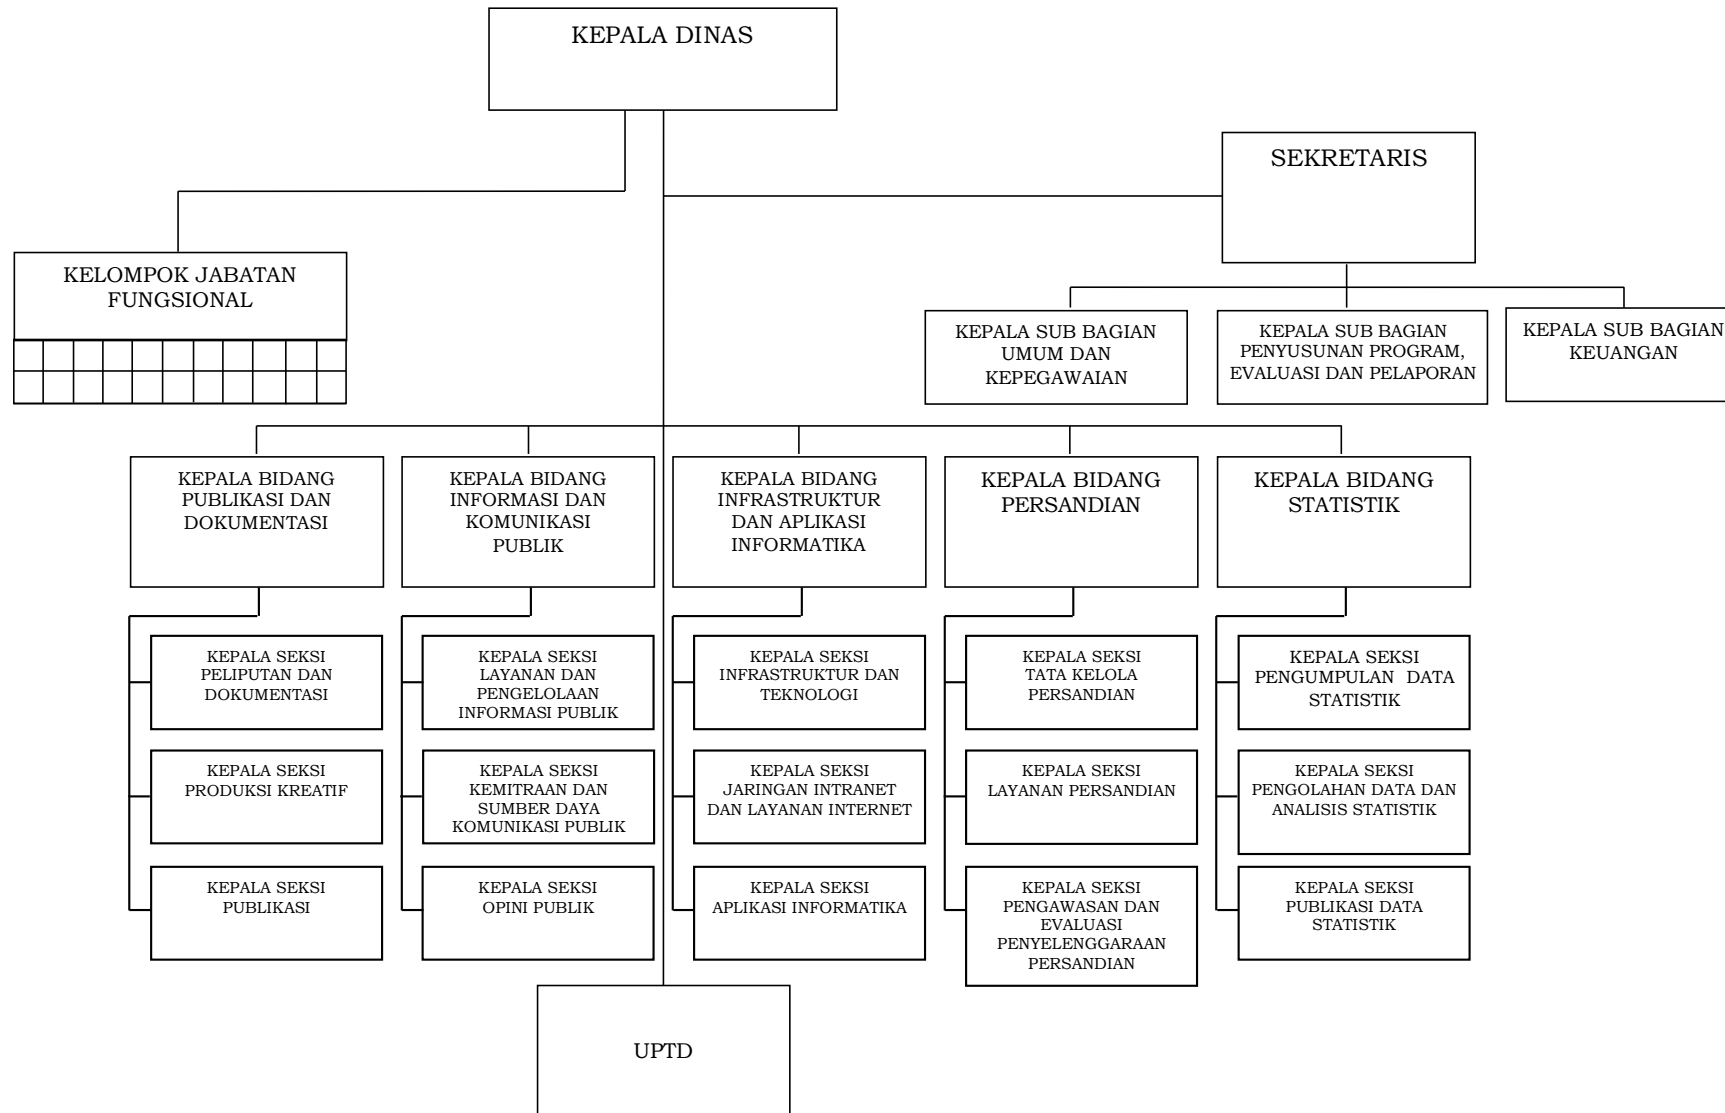 KEPALA DINAS
SEKRETARIS
KELOMPOK JABATAN
FUNGSIONAL
KEPALA SUB BAGIAN
UMUM DAN
KEPEGAWAIAN
KEPALA SUB BAGIAN
PENYUSUNAN PROGRAM,
EVALUASI DAN PELAPORAN
KEPALA SUB BAGIAN
KEUANGAN
KEPALA BIDANG
PUBLIKASI DAN
DOKUMENTASI
KEPALA BIDANG
INFORMASI DAN
KOMUNIKASI
PUBLIK
KEPALA BIDANG
INFRASTRUKTUR
DAN APLIKASI
INFORMATIKA
KEPALA BIDANG
PERSANDIAN
KEPALA BIDANG
STATISTIK
KEPALA SEKSI
PELIPUTAN DAN
DOKUMENTASI
KEPALA SEKSI
LAYANAN DAN
PENGELOLAAN
INFORMASI PUBLIK
KEPALA SEKSI
INFRASTRUKTUR DAN
TEKNOLOGI
KEPALA SEKSI
TATA KELOLA
PERSANDIAN
KEPALA SEKSI
PENGUMPULAN DATA
STATISTIK
KEPALA SEKSI
PRODUKSI KREATIF
KEPALA SEKSI
KEMITRAAN DAN
SUMBER DAYA
KOMUNIKASI PUBLIK
KEPALA SEKSI
JARINGAN INTRANET
DAN LAYANAN INTERNET
KEPALA SEKSI
LAYANAN PERSANDIAN
KEPALA SEKSI
PENGOLAHAN DATA DAN
ANALISIS STATISTIK
KEPALA SEKSI
PUBLIKASI
KEPALA SEKSI
OPINI PUBLIK
KEPALA SEKSI
APLIKASI INFORMATIKA
KEPALA SEKSI
PENGAWASAN DAN
EVALUASI
PENYELENGGARAAN
PERSANDIAN
KEPALA SEKSI
PUBLIKASI DATA
STATISTIK
UPTD